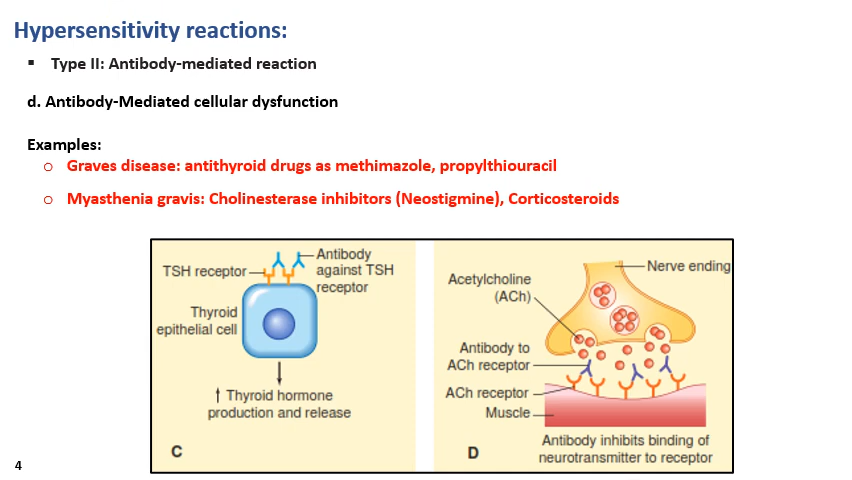 Hypersensitivity reactions:
▪ Type II: Antibody-mediated reaction
d. Antibody-Mediated cellular dysfunction
Examples:
o Graves disease: antithyroid drugs as methimazole, propylthiouracil
o Myasthenia gravis: Cholinesterase inhibitors (Neostigmine), Corticosteroids
TSH receptor
Antibody
against TSH
receptor
Thyroid
epithelial cell
↑ Thyroid hormone
production and release
C
Nerve ending
Acetylcholine
(ACh)
Antibody to
ACh receptor
ACh receptor
Muscle
Antibody inhibits binding of
neurotransmitter to receptor
D
4